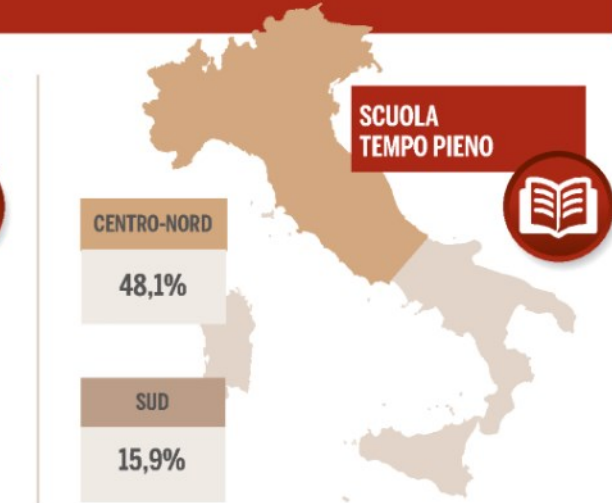 SCUOLA
TEMPO PIENO
CENTRO-NORD
48,1%
SUD
15,9%